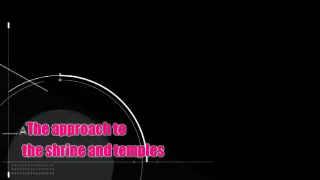 The approach to
the shrine and temples